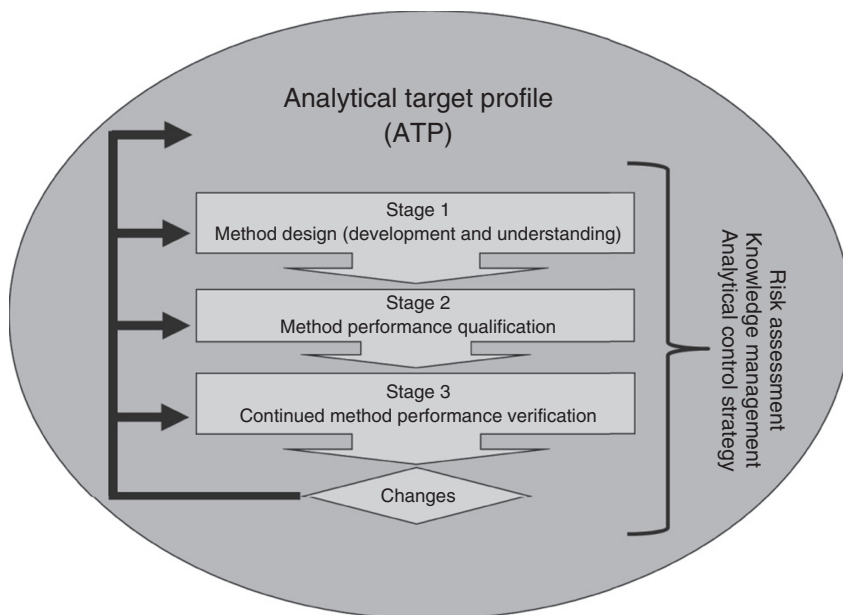 Analytical target profile
(ATP)
Stage 1
Method design (development and understanding)
Stage 2
Method performance qualification
Stage 3
Continued method performance verification
Changes
Risk assessment
Knowledge management
Analytical control strategy